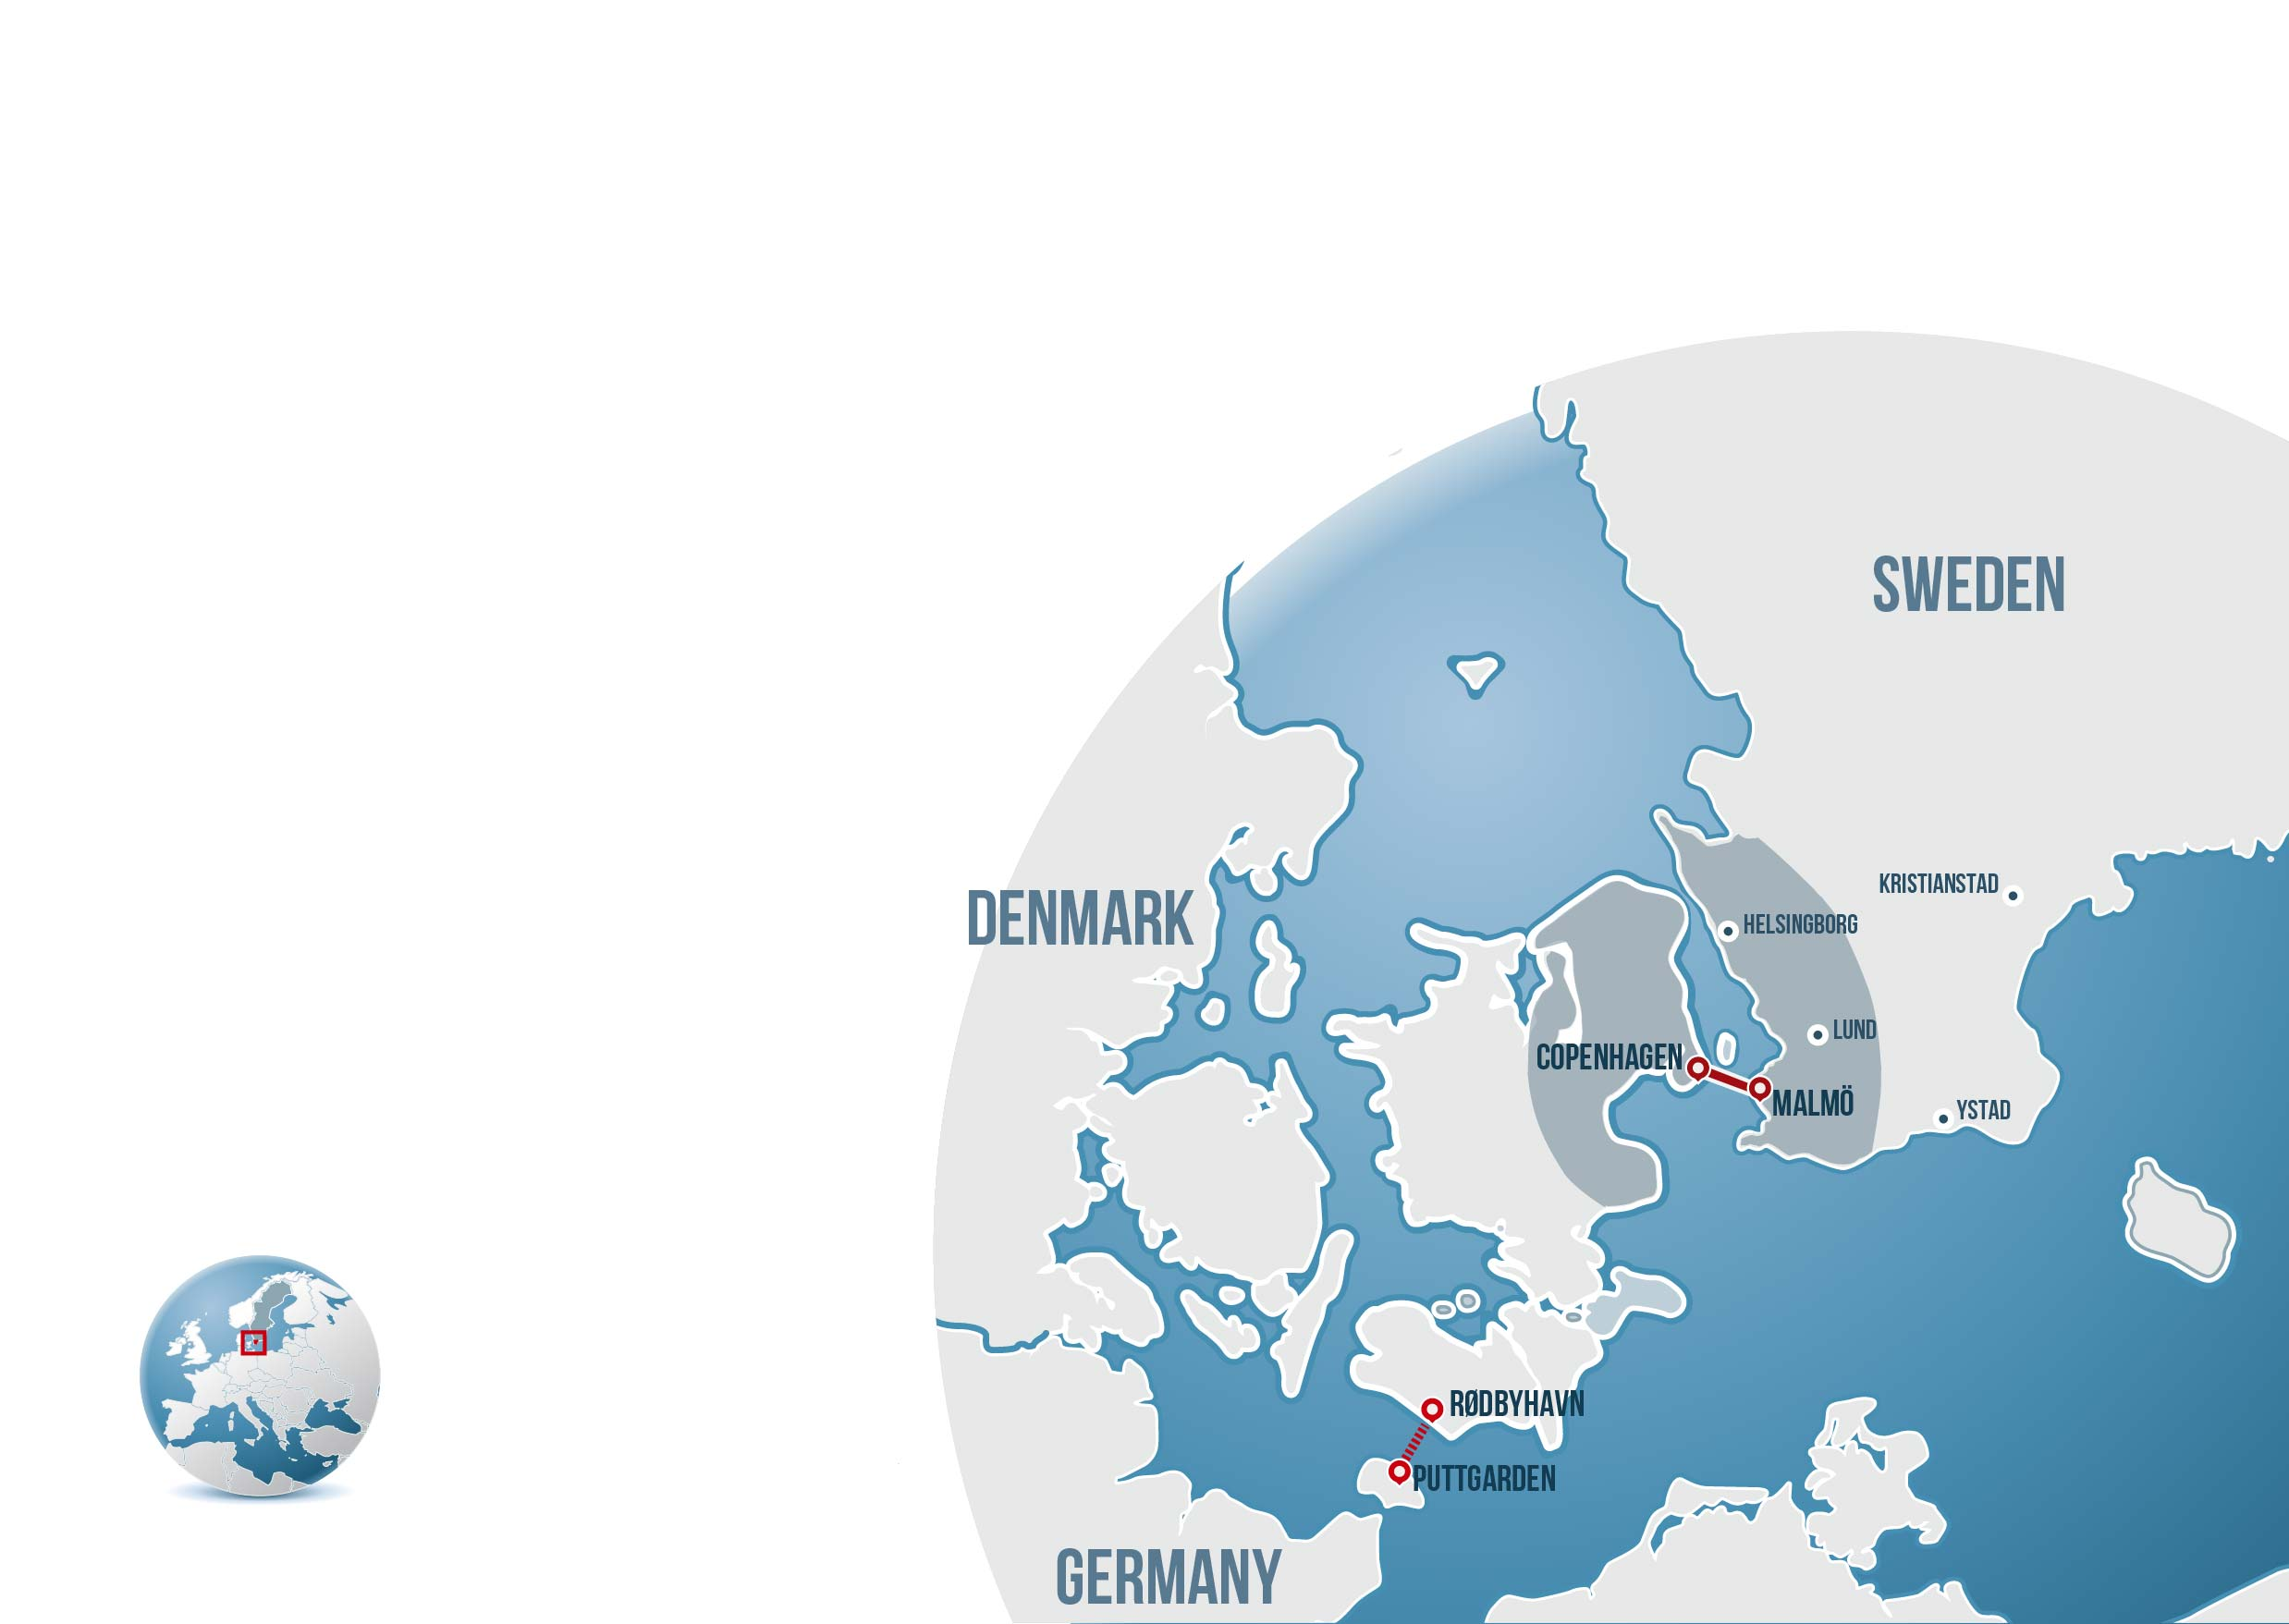 SWEDEN
DENMARK
KRISTIANSTAD
HELSINGBORG
LUND
COPENHAGEN
MALMÖ
YSTAD
RØDBYHAVN
PUTTGARDEN
GERMANY